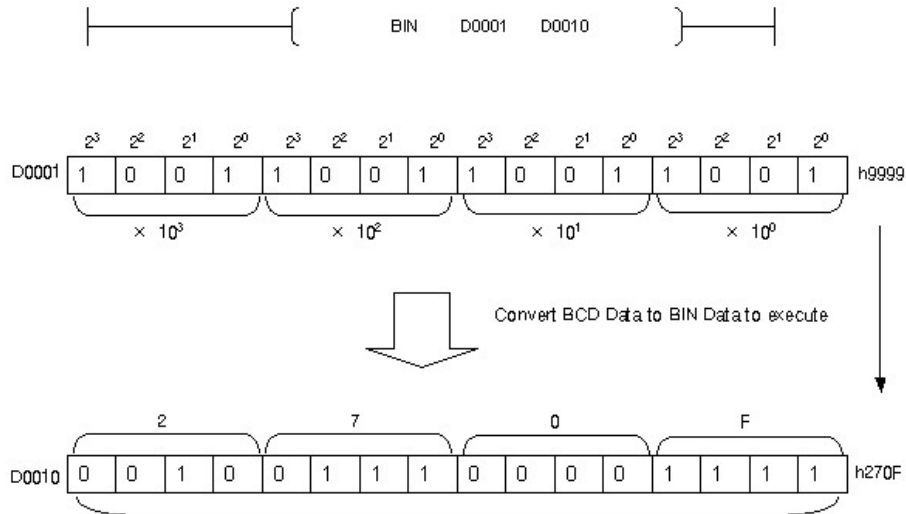 BIN D0001 D0010
2³ 2² 2¹ 2⁰ 2³ 2² 2¹ 2⁰ 2³ 2² 2¹ 2⁰ 2³ 2² 2¹ 2⁰
D0001 1 0 0 1 1 0 0 1 1 0 0 1 1 0 0 1 h9999
× 10³ × 10² × 10¹ × 10⁰
Convert BCD Data to BIN Data to execute
2 7 0 F
D0010 0 0 1 0 0 1 1 1 0 0 0 0 1 1 1 1 h270F